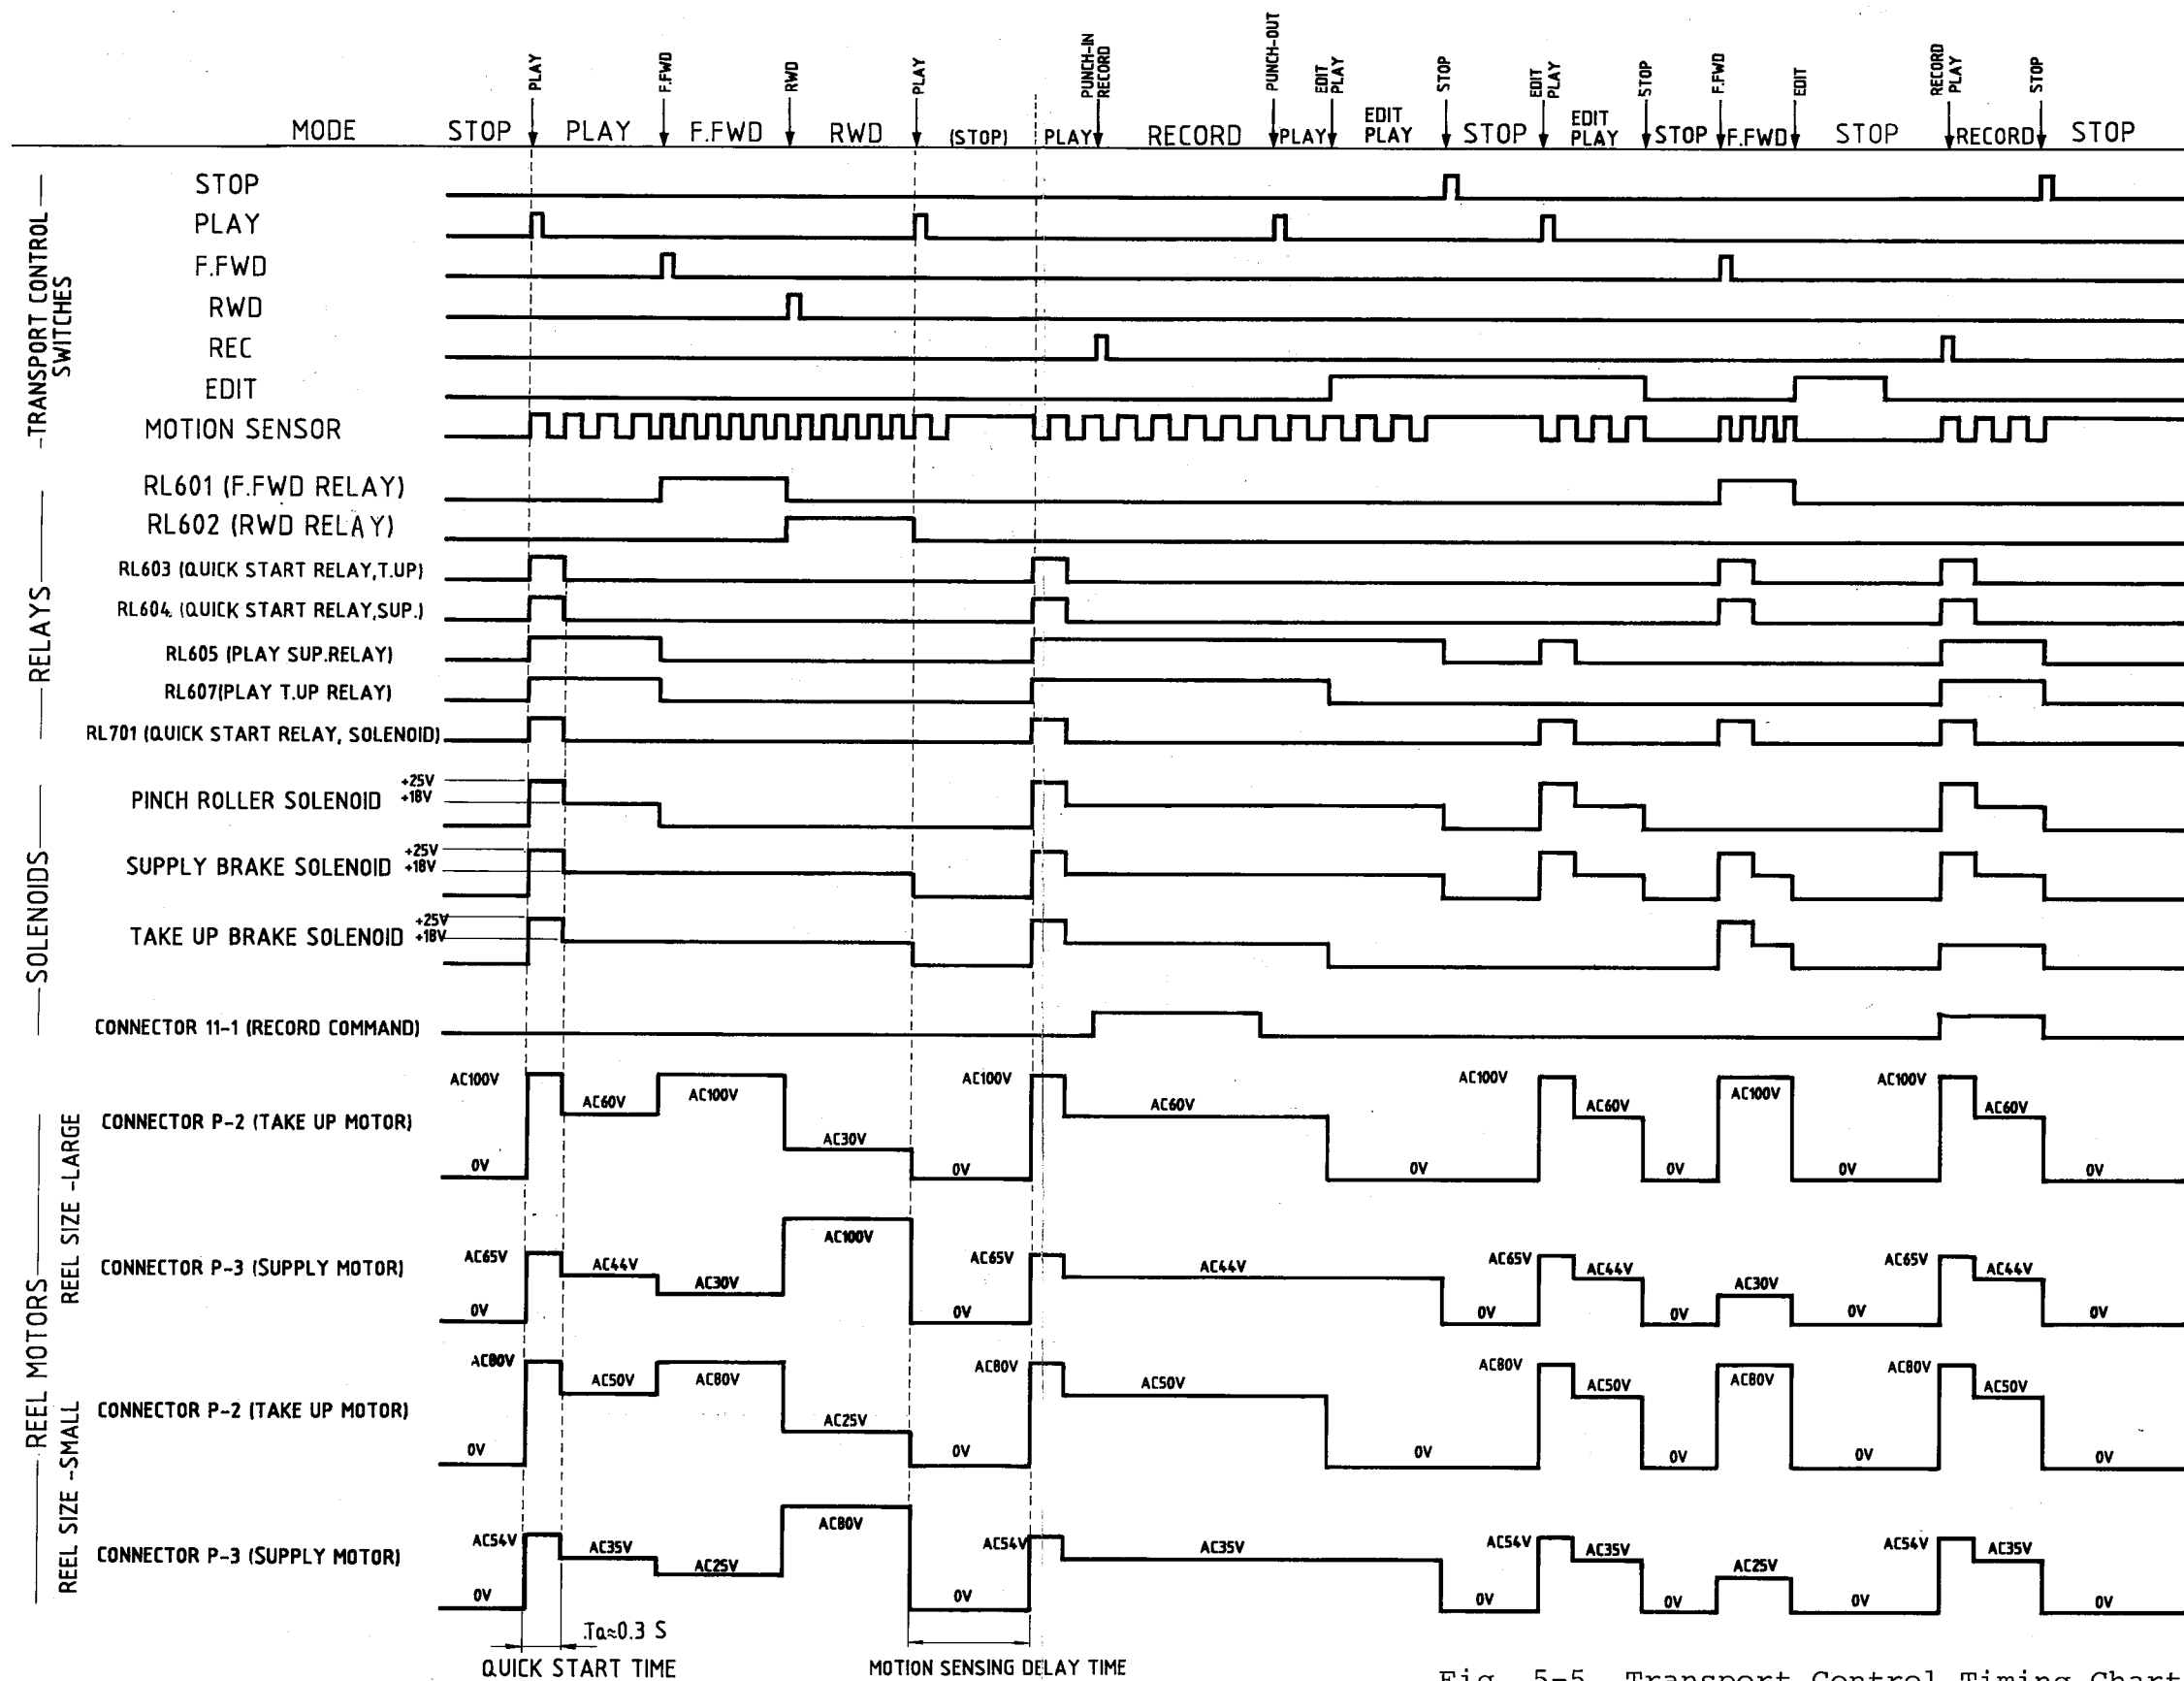 PLAY
F.FWD
RWD
PLAY
PUNCH-IN
RECORD
PUNCH-OUT
EDIT
PLAY
STOP
EDIT
PLAY
STOP
F.FWD
EDIT
RECORD
PLAY
STOP
MODE STOP PLAY F.FWD RWD (STOP) PLAY RECORD PLAY EDIT PLAY STOP EDIT PLAY STOP F.FWD STOP RECORD STOP
TRANSPORT CONTROL
SWITCHES
STOP
PLAY
F.FWD
RWD
REC
EDIT
MOTION SENSOR
RELAYS
RL601 (F.FWD RELAY)
RL602 (RWD RELAY)
RL603 (QUICK START RELAY,T.UP)
RL604. (QUICK START RELAY,SUP.)
RL605 (PLAY SUP.RELAY)
RL607(PLAY T.UP RELAY)
RL701 (QUICK START RELAY, SOLENOID)
SOLENOIDS
PINCH ROLLER SOLENOID +25V +18V
SUPPLY BRAKE SOLENOID +25V +18V
TAKE UP BRAKE SOLENOID +25V +18V
CONNECTOR 11-1 (RECORD COMMAND)
REEL MOTORS
REEL SIZE -LARGE
CONNECTOR P-2 (TAKE UP MOTOR)
AC100V AC60V AC100V AC100V AC60V AC100V AC60V AC100V AC100V AC60V
0V AC30V 0V 0V 0V 0V 0V
CONNECTOR P-3 (SUPPLY MOTOR)
AC65V AC44V AC30V AC100V AC65V AC44V AC65V AC44V AC30V AC65V AC44V
0V 0V 0V 0V 0V 0V
REEL SIZE -SMALL
CONNECTOR P-2 (TAKE UP MOTOR)
AC80V AC50V AC80V AC25V AC80V AC50V AC80V AC50V AC80V AC80V AC50V
0V 0V 0V 0V 0V 0V
CONNECTOR P-3 (SUPPLY MOTOR)
AC54V AC35V AC25V AC80V AC54V AC35V AC54V AC35V AC25V AC54V AC35V
0V 0V 0V 0V 0V 0V
.Ta≈0.3 S
QUICK START TIME
MOTION SENSING DELAY TIME
Fig. 5-5 Transport Control Timing Chart